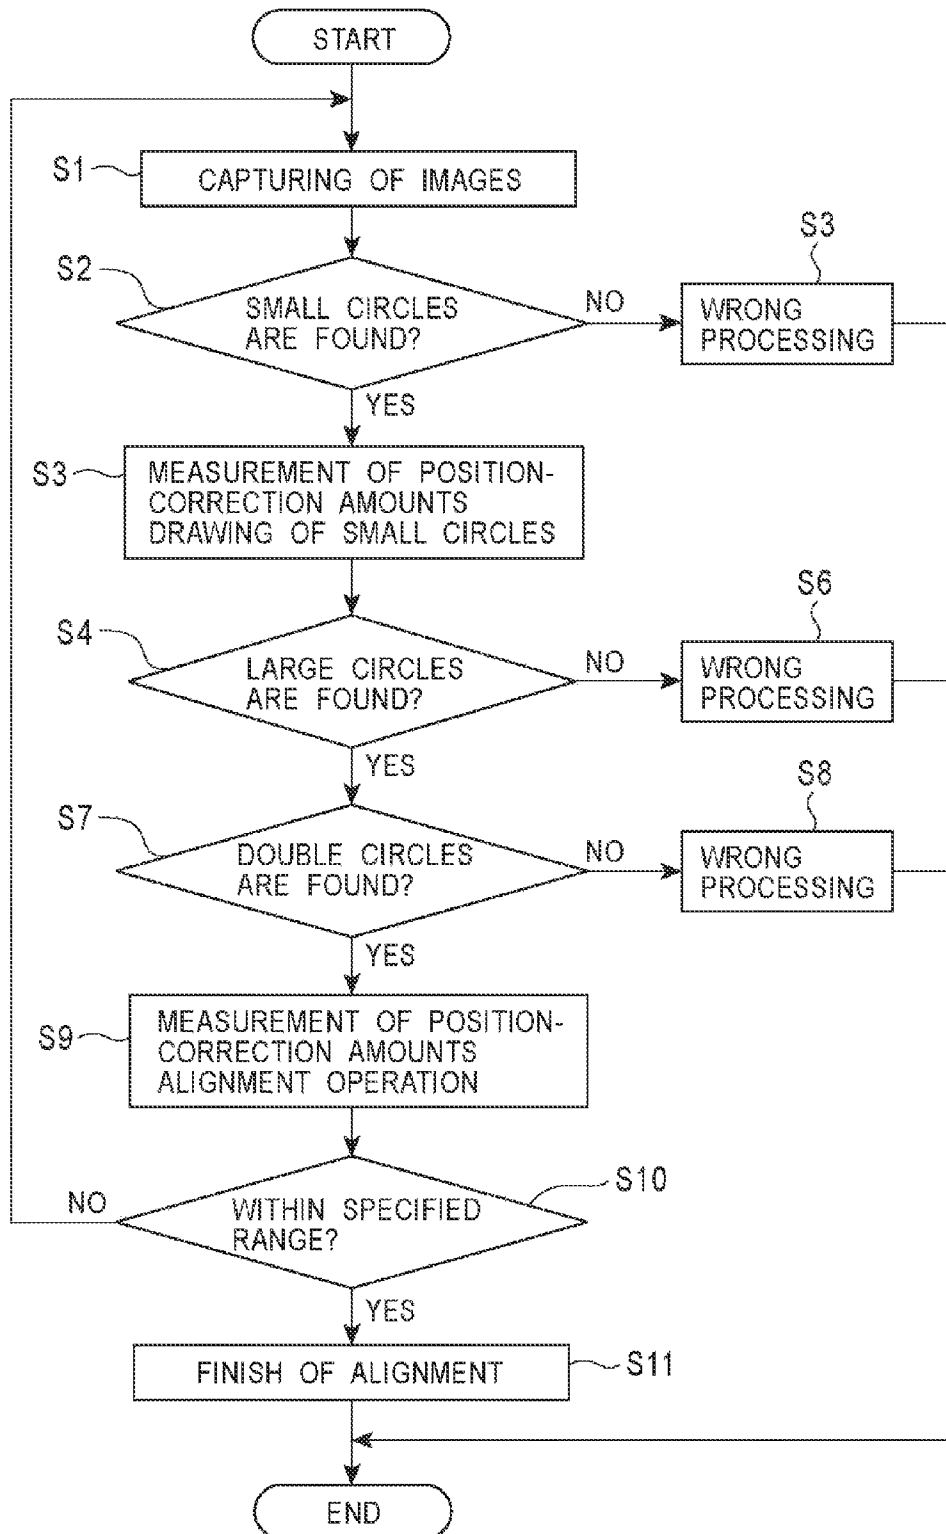 START
S1
CAPTURING OF IMAGES
S2
SMALL CIRCLES
ARE FOUND?
NO
S3
WRONG
PROCESSING
YES
S3
MEASUREMENT OF POSITION-
CORRECTION AMOUNTS
DRAWING OF SMALL CIRCLES
S4
LARGE CIRCLES
ARE FOUND?
NO
S6
WRONG
PROCESSING
YES
S7
DOUBLE CIRCLES
ARE FOUND?
NO
S8
WRONG
PROCESSING
YES
S9
MEASUREMENT OF POSITION-
CORRECTION AMOUNTS
ALIGNMENT OPERATION
NO
WITHIN SPECIFIED
RANGE?
S10
YES
FINISH OF ALIGNMENT
S11
END